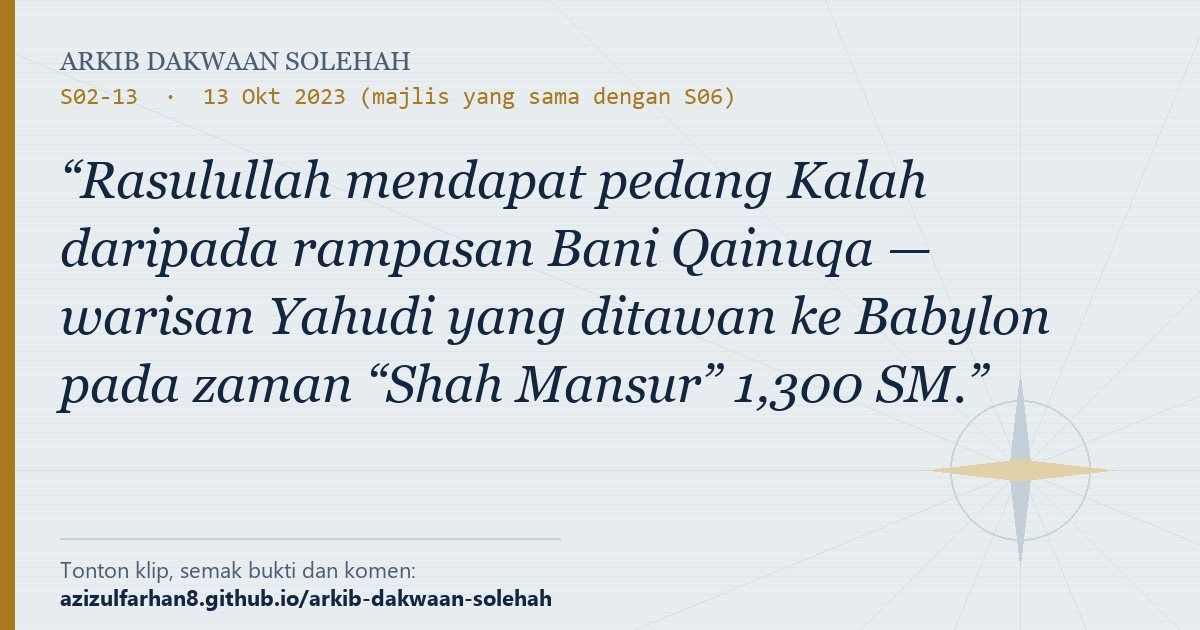 ARKIB DAKWAAN SOLEHAH
S02-13 · 13 Okt 2023 (majlis yang sama dengan S06)
“Rasulullah mendapat pedang Kalah
daripada rampasan Bani Qainuqa —
warisan Yahudi yang ditawan ke Babylon
pada zaman “Shah Mansur” 1,300 SM.”
Tonton klip, semak bukti dan komen:
azizulfarhan8.github.io/arkib-dakwaan-solehah